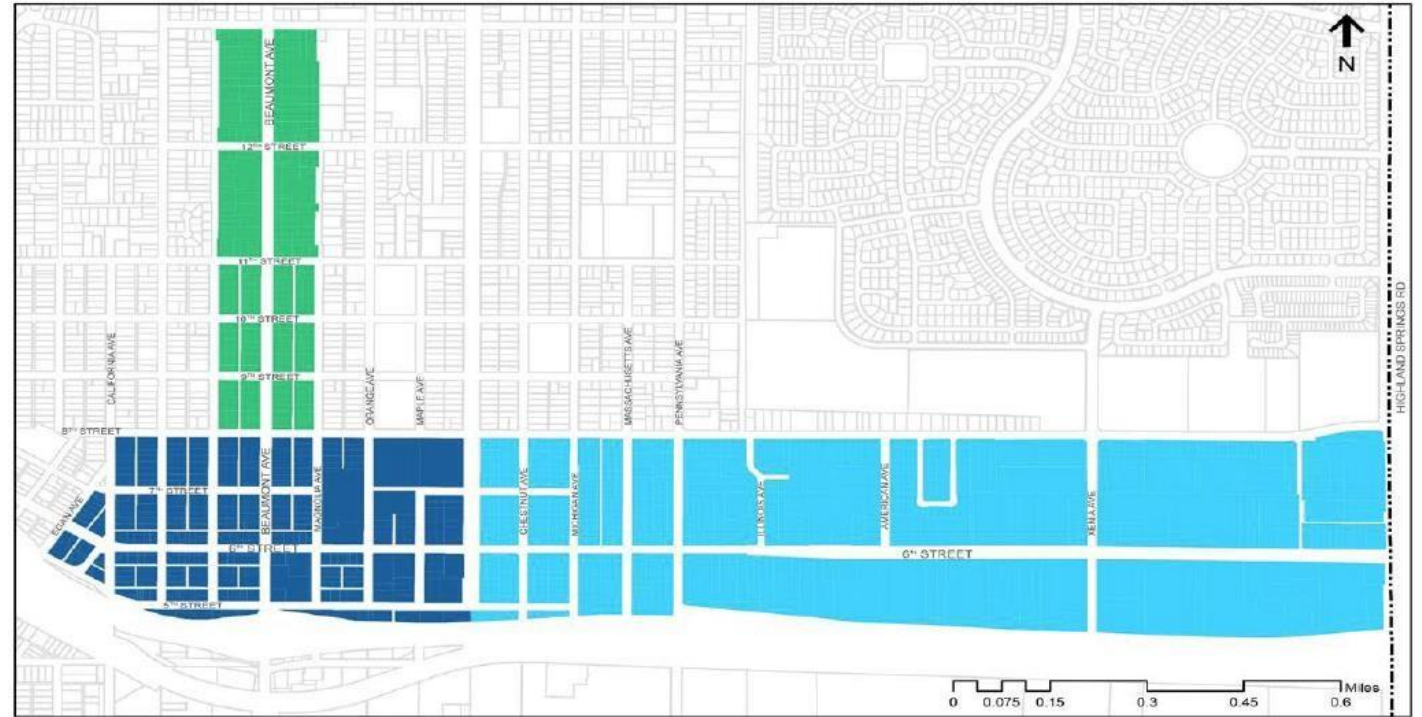 BEAUMONT AVE
N
12TH STREET
11TH STREET
10TH STREET
9TH STREET
CALIFORNIA AVE
ORANGE AVE
MAPLE AVE
MASSACHUSETTS AVE
PENNSYLVANIA AVE
HIGHLAND SPRINGS RD
8TH STREET
EGAN AVE
7TH STREET
BEAUMONT AVE
MAGNOLIA AVE
CHESTNUT AVE
MICHIGAN AVE
ILLINOIS AVE
AMERICAN AVE
XENIA AVE
6TH STREET
6TH STREET
5TH STREET
Miles
0 0.075 0.15 0.3 0.45 0.6